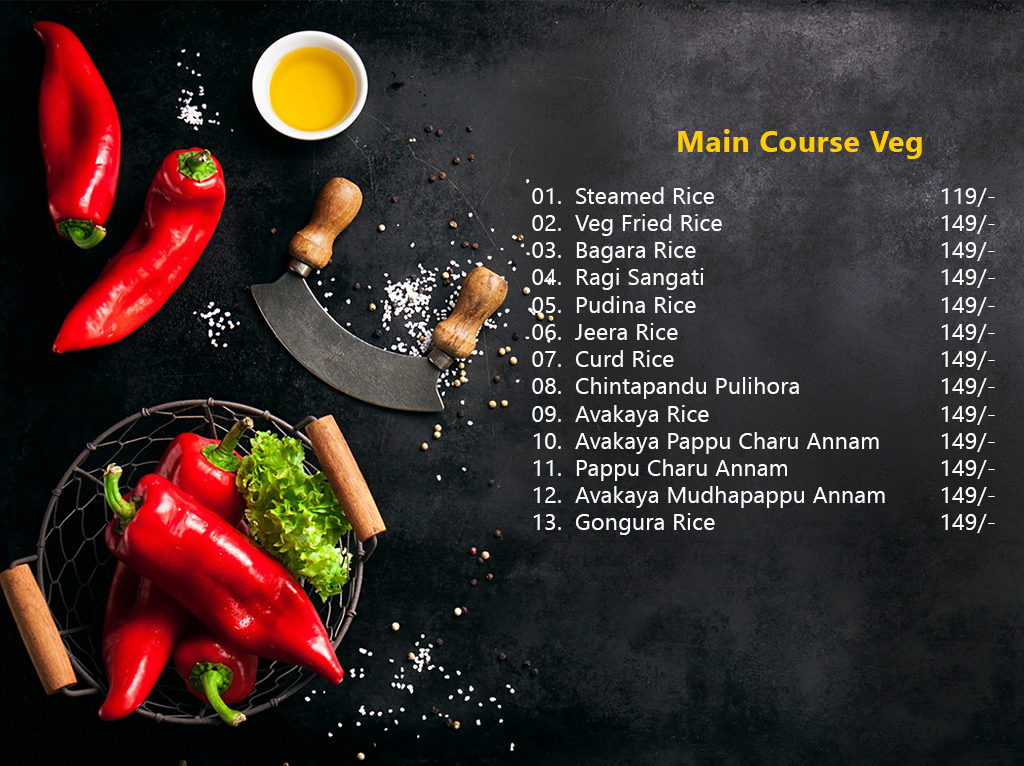 Main Course Veg
01. Steamed Rice 119/-
02. Veg Fried Rice 149/-
03. Bagara Rice 149/-
04. Ragi Sangati 149/-
05. Pudina Rice 149/-
06. Jeera Rice 149/-
07. Curd Rice 149/-
08. Chintapandu Pulihora 149/-
09. Avakaya Rice 149/-
10. Avakaya Pappu Charu Annam 149/-
11. Pappu Charu Annam 149/-
12. Avakaya Mudhapappu Annam 149/-
13. Gongura Rice 149/-